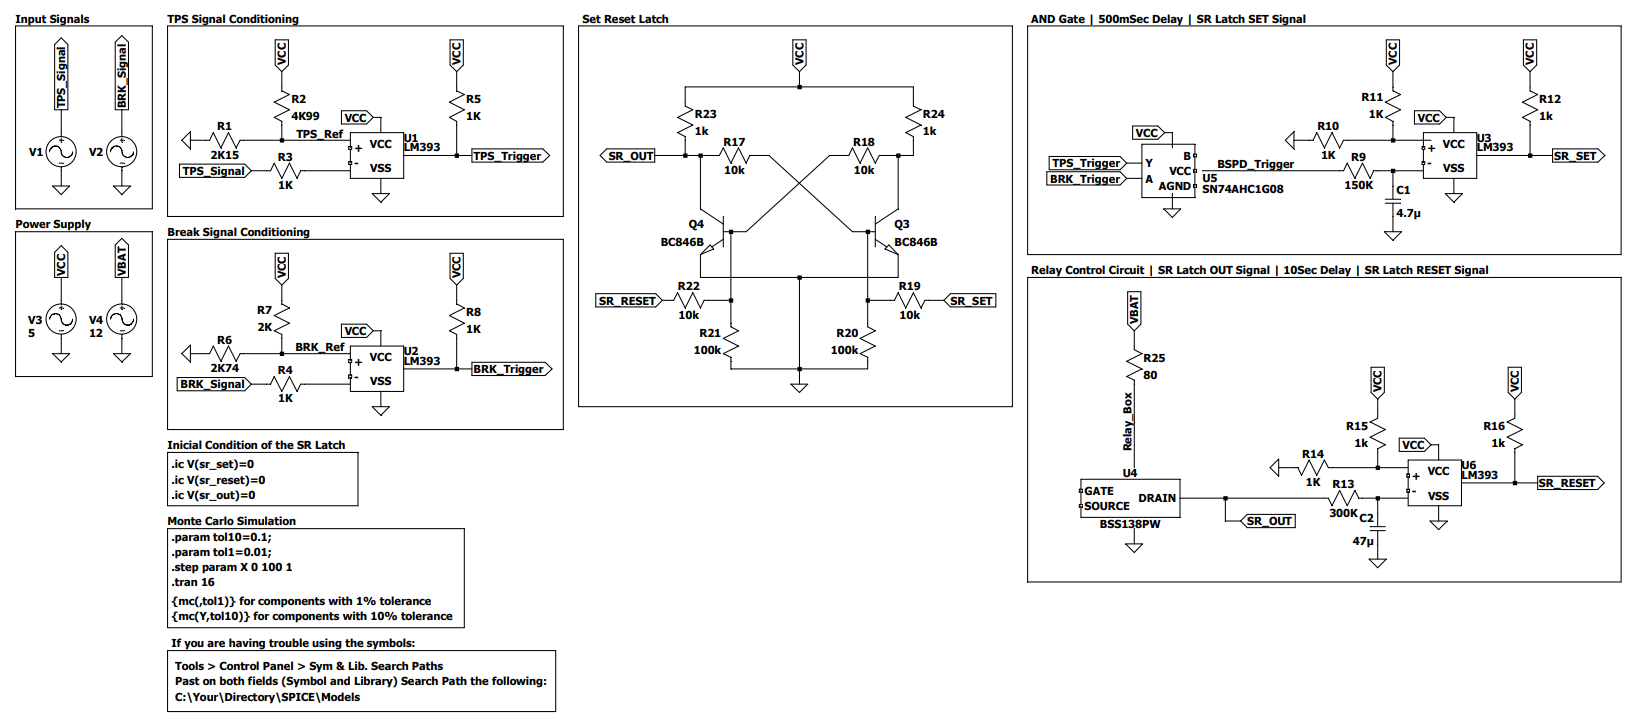 Input Signals
TPS_Signal
BRK_Signal
V1
V2
Power Supply
VCC
VBAT
V3
5
V4
12
TPS Signal Conditioning
VCC
VCC
R2
4K99
R5
1K
VCC
R1
2K15
TPS_Ref
U1
LM393
+
-
VCC
VSS
R3
1K
TPS_Signal
TPS_Trigger
Break Signal Conditioning
VCC
VCC
R7
2K
R8
1K
VCC
R6
2K74
BRK_Ref
U2
LM393
+
-
VCC
VSS
R4
1K
BRK_Signal
BRK_Trigger
Inicial Condition of the SR Latch
.ic V(sr_set)=0
.ic V(sr_reset)=0
.ic V(sr_out)=0
Monte Carlo Simulation
.param tol10=0.1;
.param tol1=0.01;
.step param X 0 100 1
.tran 16
{mc(,tol1)} for components with 1% tolerance
{mc(Y,tol10)} for components with 10% tolerance
If you are having trouble using the symbols:
Tools > Control Panel > Sym & Lib. Search Paths
Past on both fields (Symbol and Library) Search Path the following:
C:\Your\Directory\SPICE\Models
Set Reset Latch
VCC
R23
1k
R24
1k
SR_OUT
R17
10k
R18
10k
Q4
BC846B
Q3
BC846B
SR_RESET
R22
10k
R19
10k
SR_SET
R21
100k
R20
100k
AND Gate | 500mSec Delay | SR Latch SET Signal
VCC
VCC
R11
1K
R12
1k
VCC
VCC
R10
1K
U3
LM393
+
-
VCC
VSS
TPS_Trigger
BRK_Trigger
Y
A
B
VCC
AGND
U5
SN74AHC1G08
BSPD_Trigger
R9
150K
C1
4.7µ
SR_SET
Relay Control Circuit | SR Latch OUT Signal | 10Sec Delay | SR Latch RESET Signal
VBAT
R25
80
Relay_Box
U4
GATE
SOURCE
DRAIN
BSS138PW
SR_OUT
VCC
VCC
R15
1k
R16
1k
VCC
R14
1K
U6
LM393
+
-
VCC
VSS
R13
300K
C2
47µ
SR_RESET